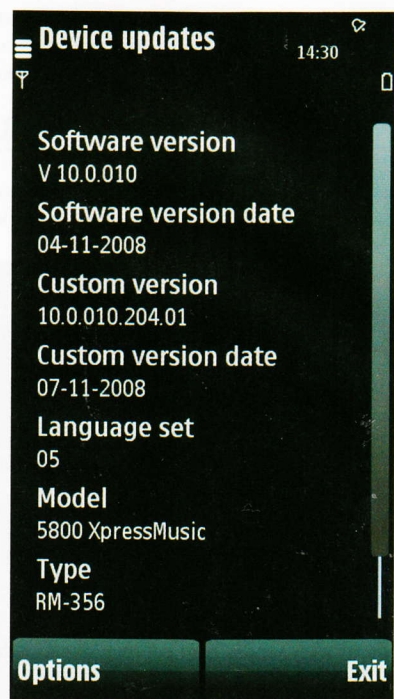 Device updates
14:30
Software version
V 10.0.010
Software version date
04-11-2008
Custom version
10.0.010.204.01
Custom version date
07-11-2008
Language set
05
Model
5800 XpressMusic
Type
RM-356
Options
Exit